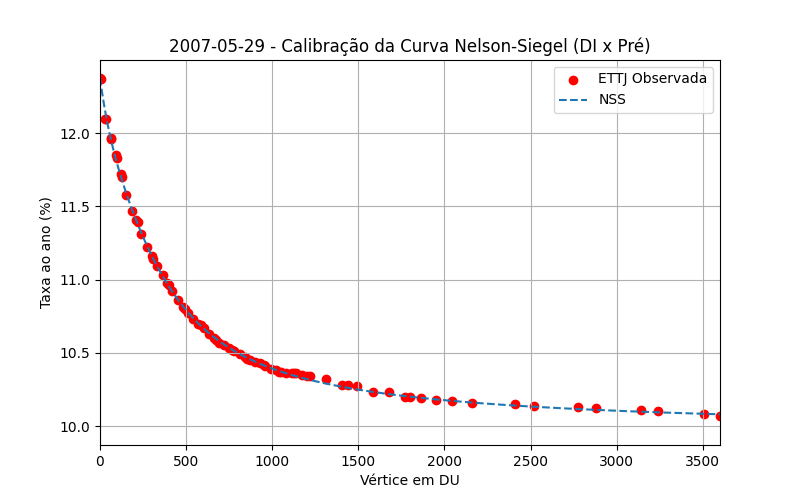 2007-05-29 - Calibração da Curva Nelson-Siegel (DI x Pré)
ETTJ Observada
NSS
Taxa ao ano (%)
12.0
11.5
11.0
10.5
10.0
0 500 1000 1500 2000 2500 3000 3500
Vértice em DU